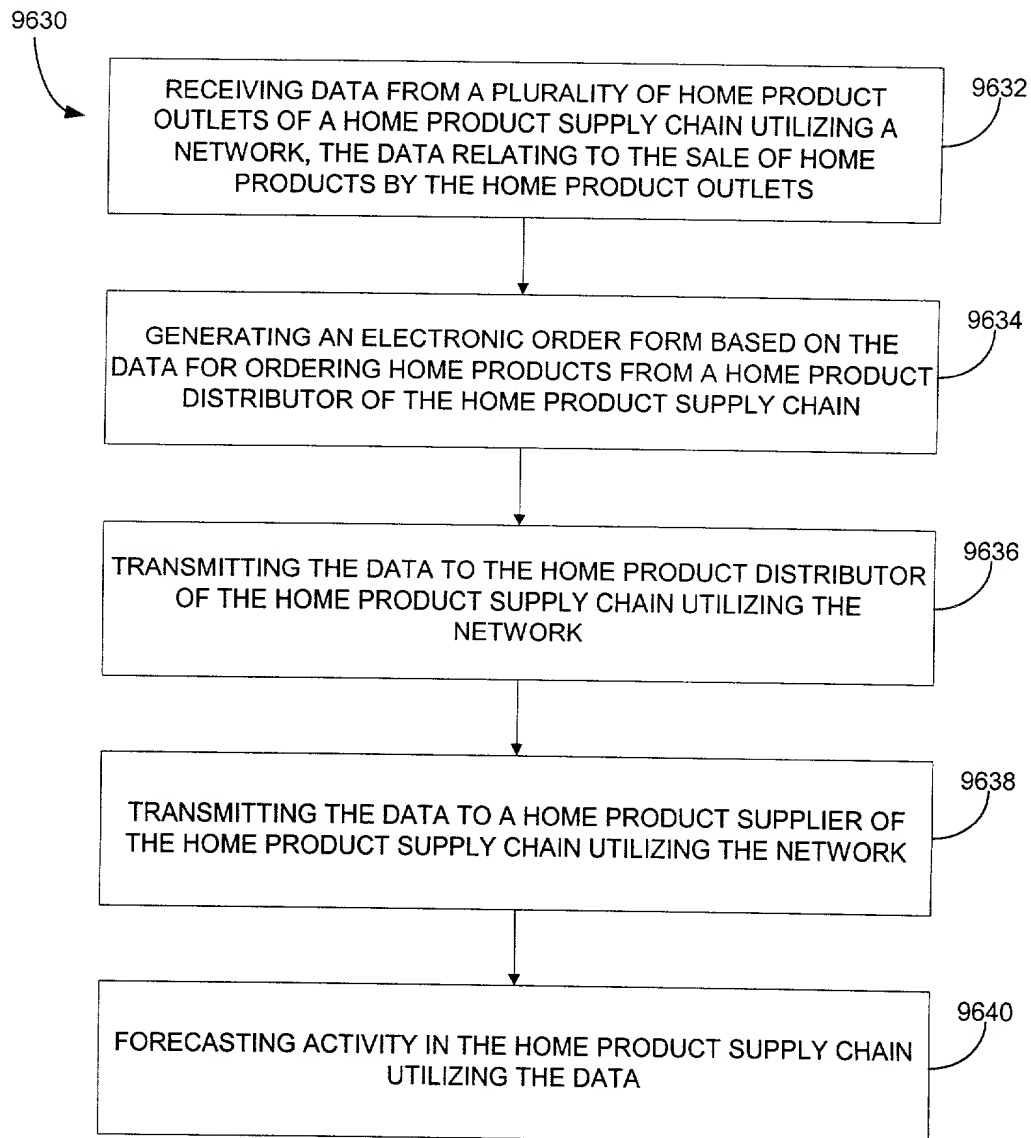 9630
RECEIVING DATA FROM A PLURALITY OF HOME PRODUCT
OUTLETS OF A HOME PRODUCT SUPPLY CHAIN UTILIZING A
NETWORK, THE DATA RELATING TO THE SALE OF HOME
PRODUCTS BY THE HOME PRODUCT OUTLETS
9632
GENERATING AN ELECTRONIC ORDER FORM BASED ON THE
DATA FOR ORDERING HOME PRODUCTS FROM A HOME PRODUCT
DISTRIBUTOR OF THE HOME PRODUCT SUPPLY CHAIN
9634
TRANSMITTING THE DATA TO THE HOME PRODUCT DISTRIBUTOR
OF THE HOME PRODUCT SUPPLY CHAIN UTILIZING THE
NETWORK
9636
TRANSMITTING THE DATA TO A HOME PRODUCT SUPPLIER OF
THE HOME PRODUCT SUPPLY CHAIN UTILIZING THE NETWORK
9638
FORECASTING ACTIVITY IN THE HOME PRODUCT SUPPLY CHAIN
UTILIZING THE DATA
9640